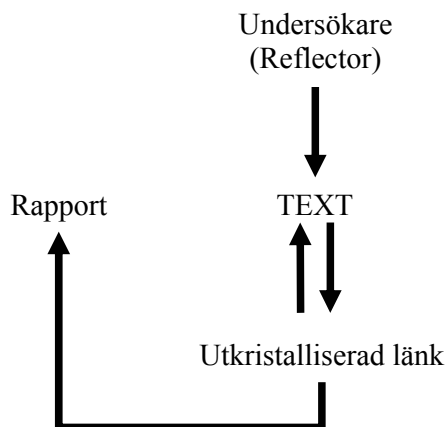 Undersökare
(Reflector)
Rapport
TEXT
Utkristalliserad länk